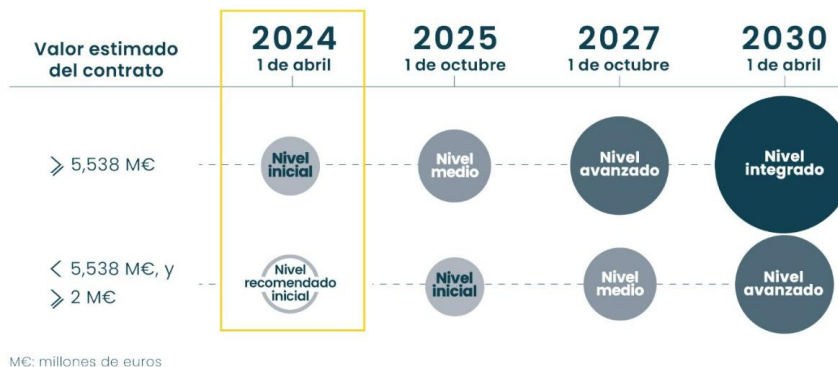 Valor estimado
del contrato
2024
1 de abril
2025
1 de octubre
2027
1 de octubre
2030
1 de abril
⩾ 5,538 M€
Nivel
inicial
Nivel
medio
Nivel
avanzado
Nivel
integrado
< 5,538 M€, y
⩾ 2 M€
Nivel
recomendado
inicial
Nivel
inicial
Nivel
medio
Nivel
avanzado
M€: millones de euros